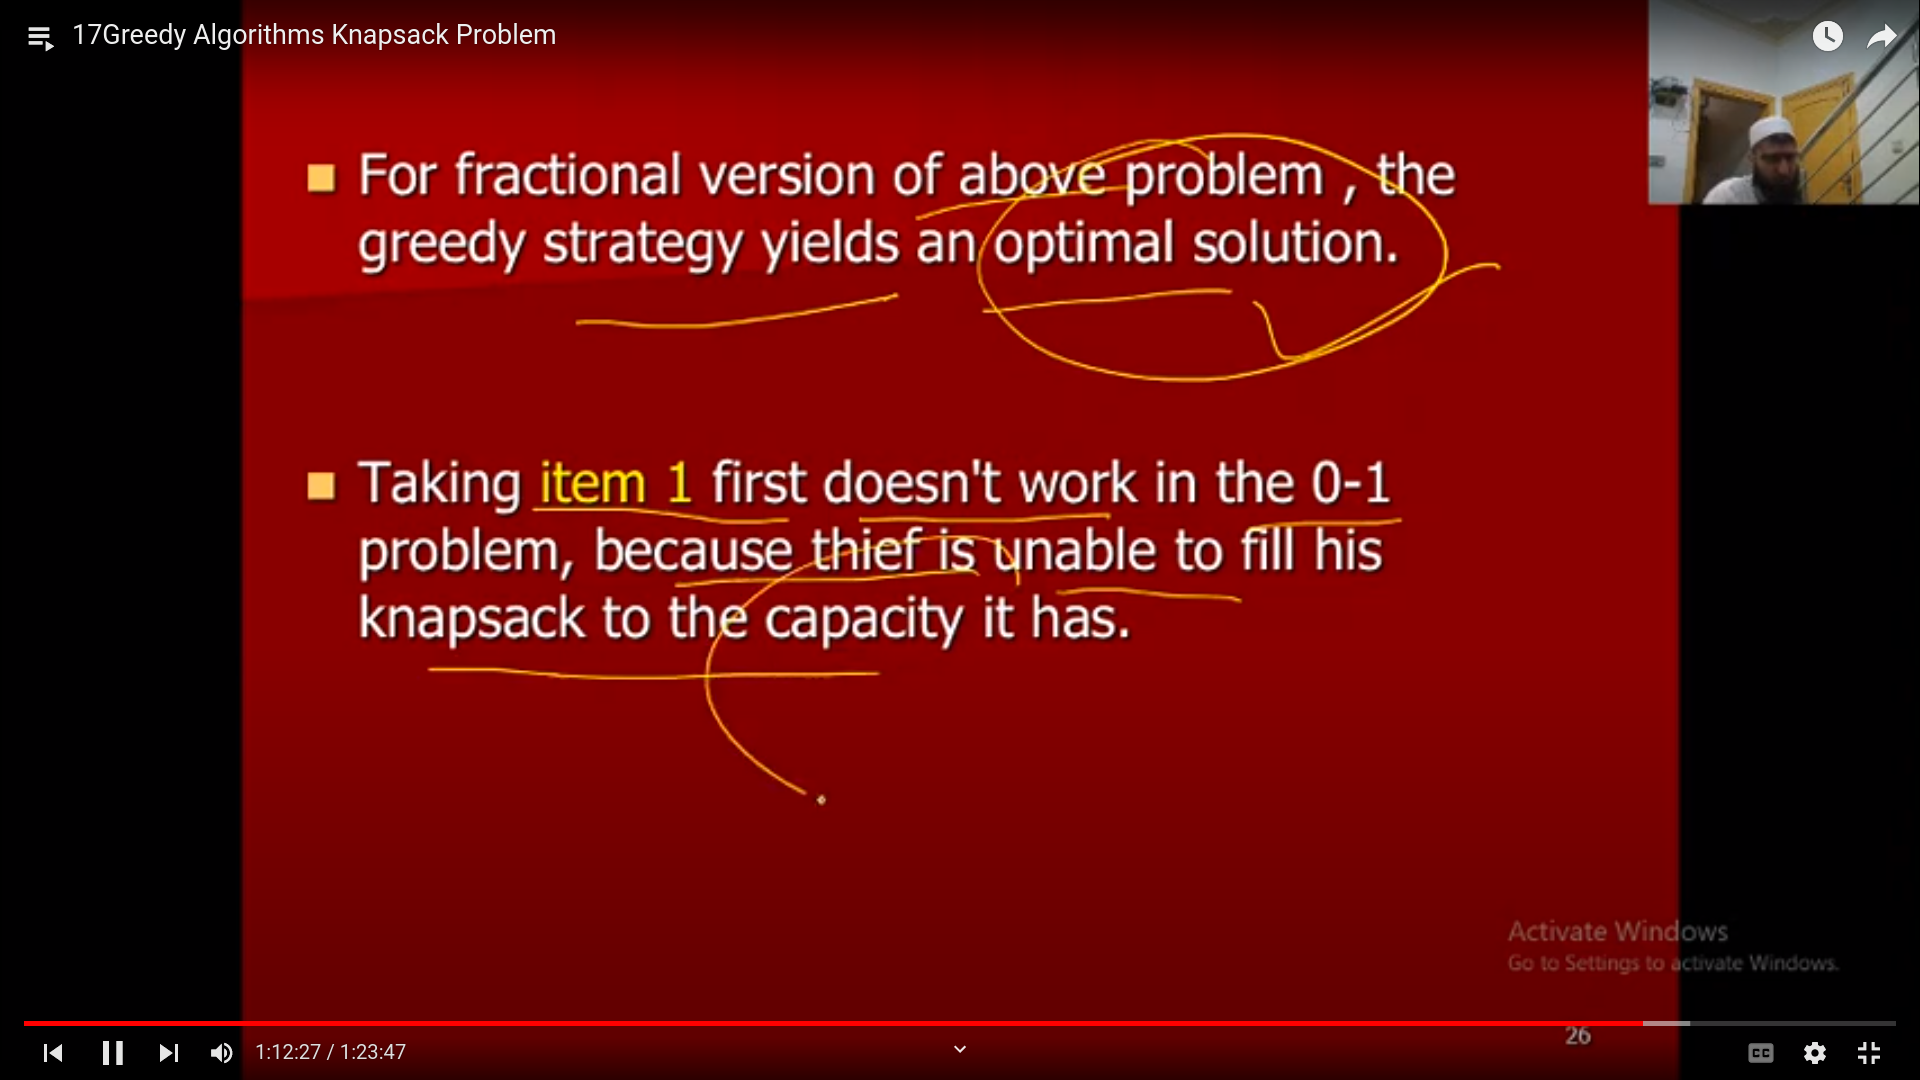 17Greedy Algorithms Knapsack Problem
For fractional version of above problem , the
greedy strategy yields an optimal solution.
Taking item 1 first doesn't work in the 0-1
problem, because thief is unable to fill his
knapsack to the capacity it has.
Activate Windows
Go to Settings to activate Windows.
26
1:12:27 / 1:23:47
CC